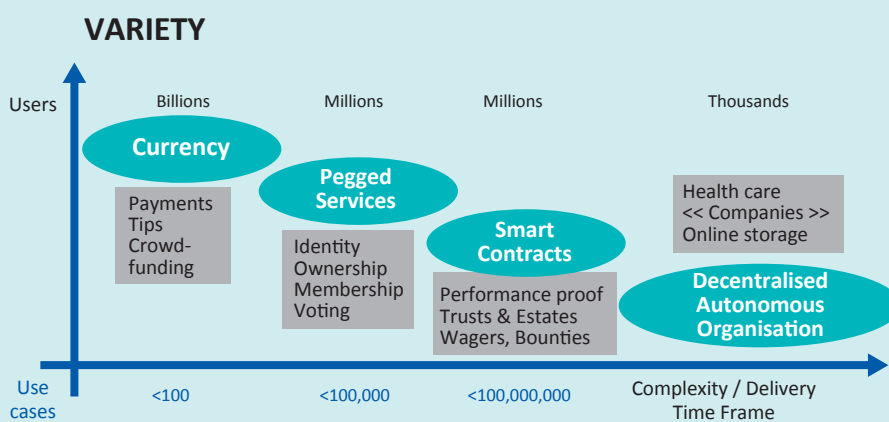 VARIETY
Users
Billions
Millions
Millions
Thousands
Currency
Payments
Tips
Crowd-
funding
Pegged
Services
Identity
Ownership
Membership
Voting
Smart
Contracts
Performance proof
Trusts & Estates
Wagers, Bounties
Health care
<< Companies >>
Online storage
Decentralised
Autonomous
Organisation
Use
cases
<100
<100,000
<100,000,000
Complexity / Delivery
Time Frame